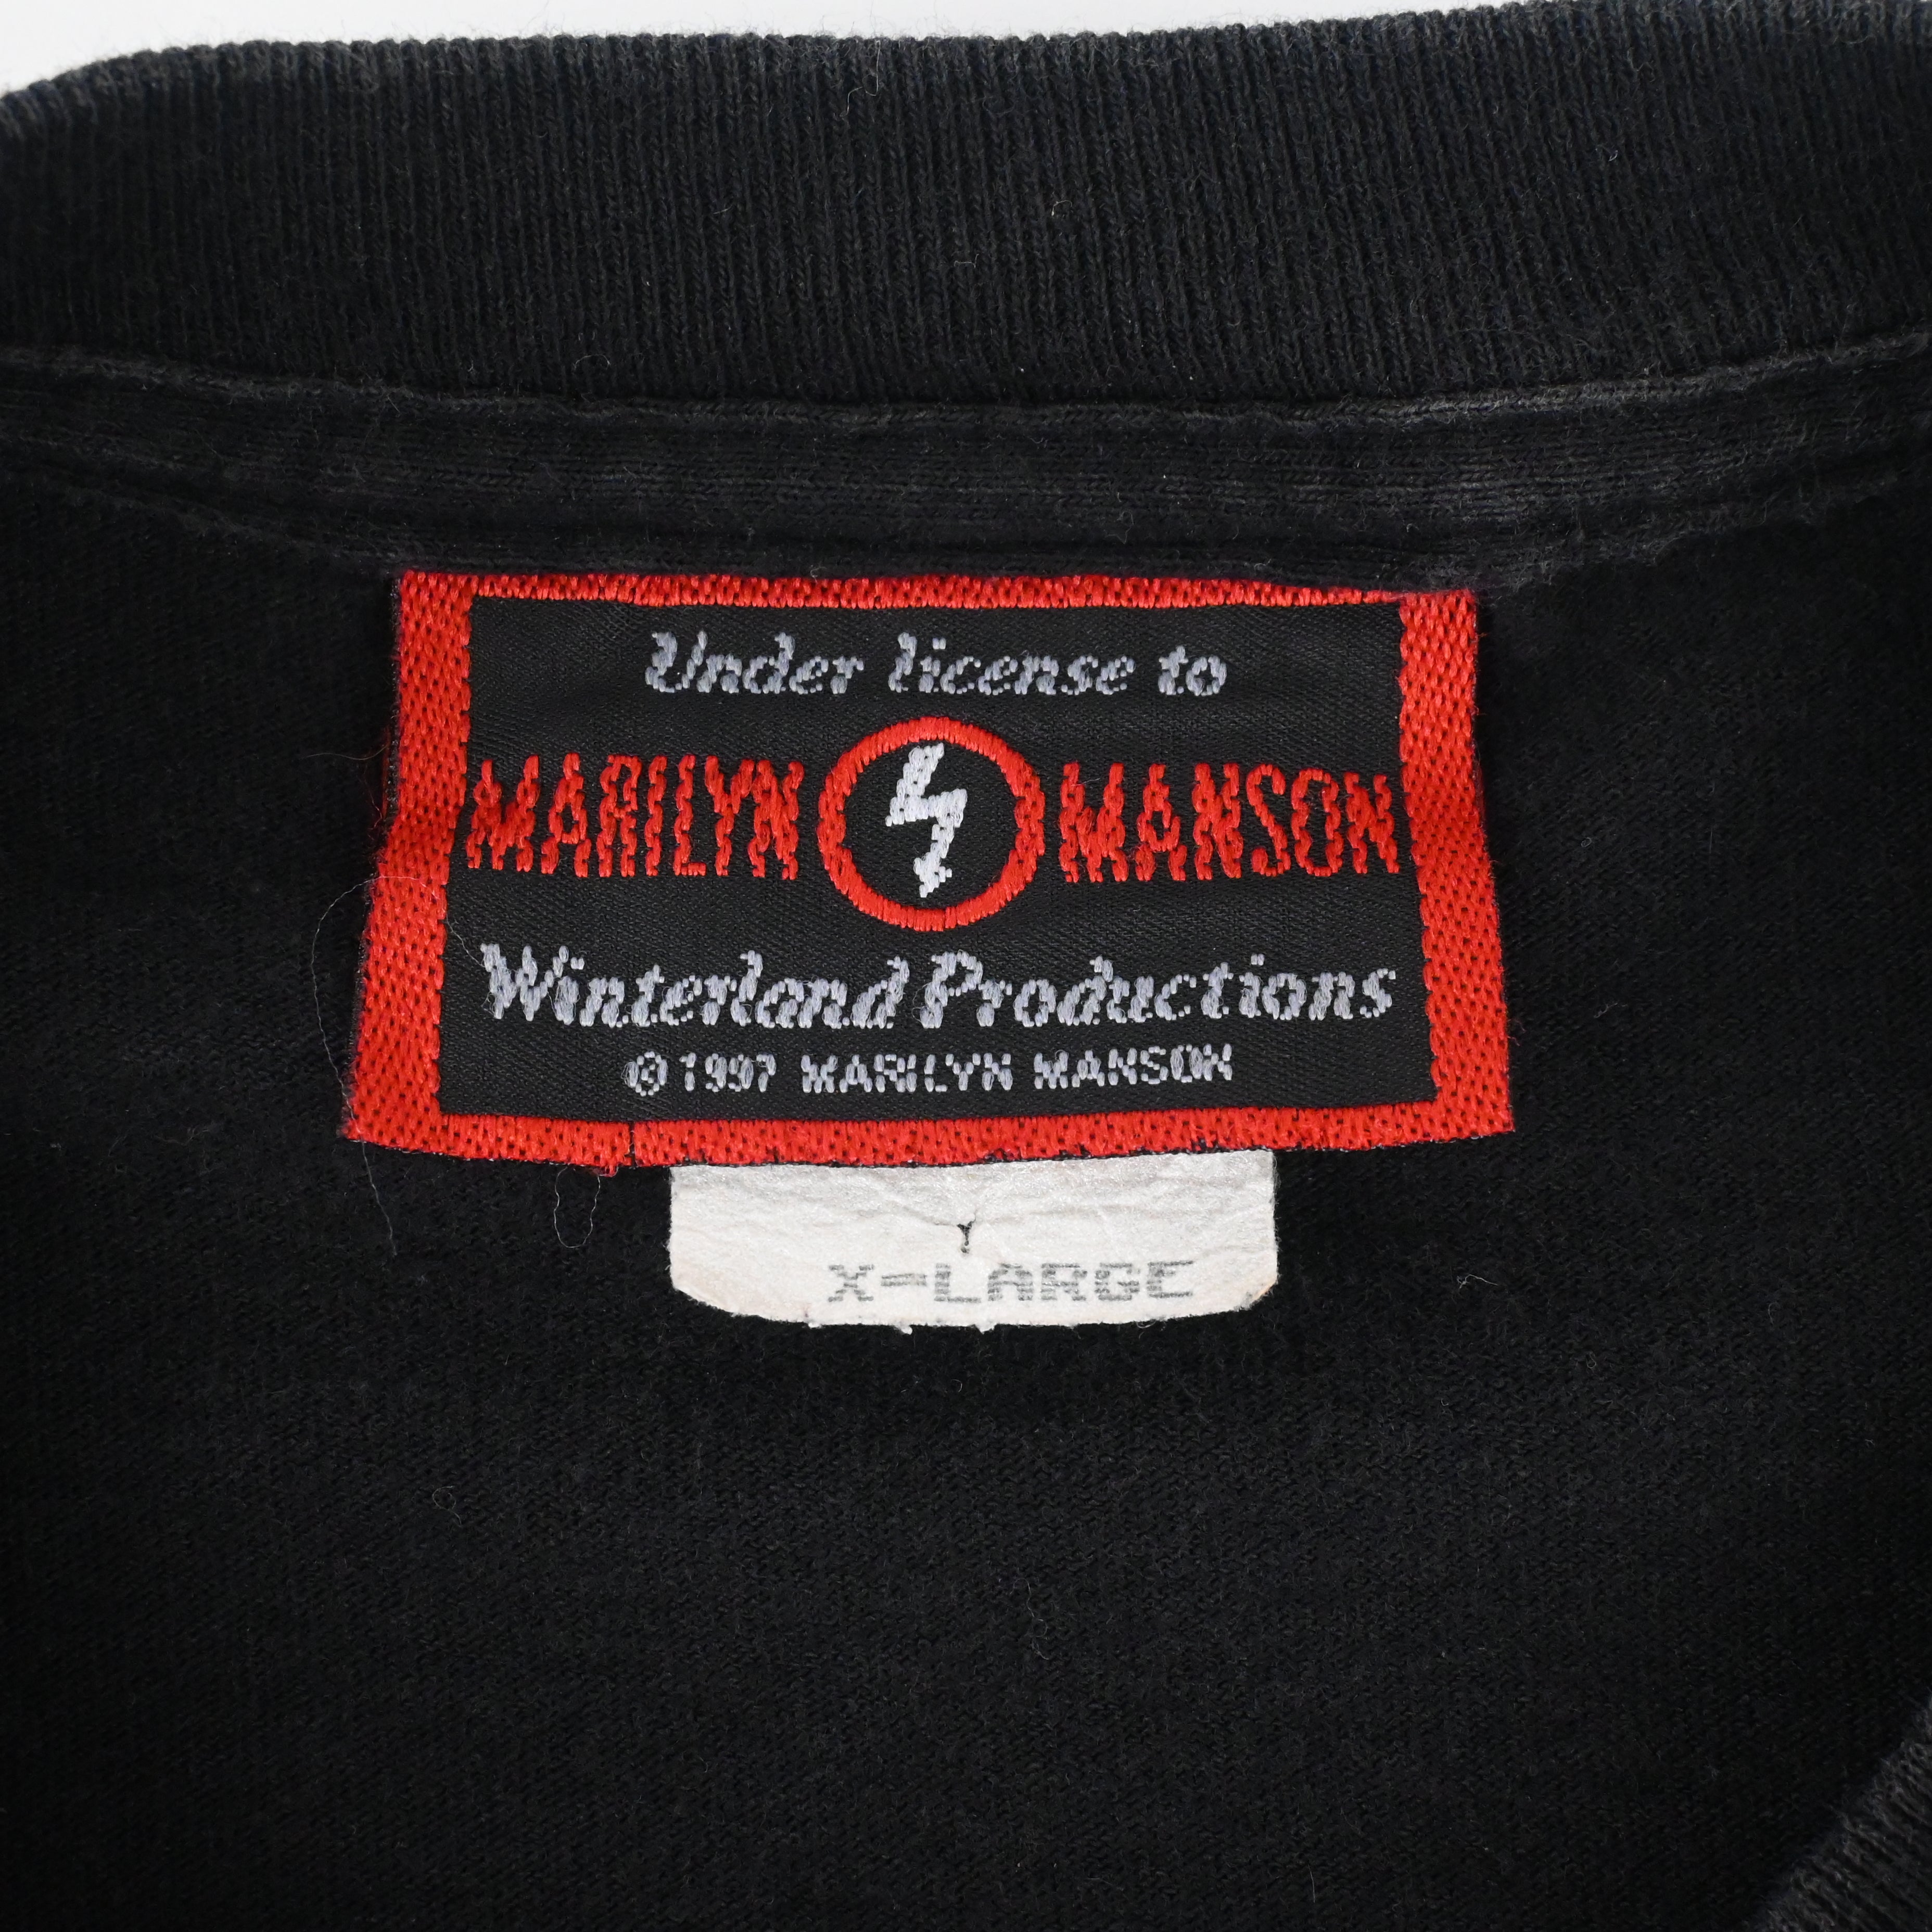 Under license to
MARILYN MANSON
Winterland Productions
©1997 MARILYN MANSON
X-LARGE